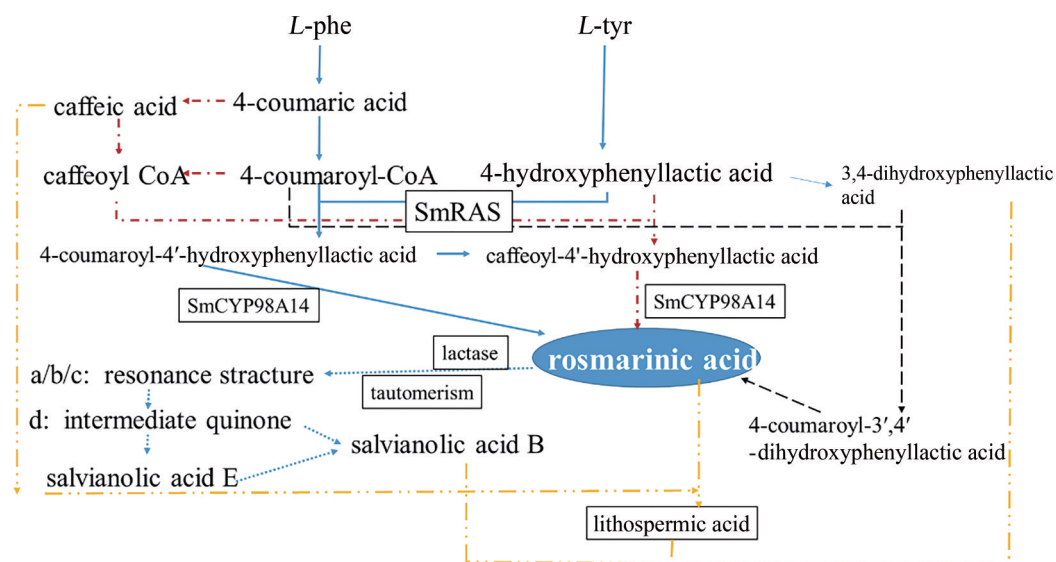 L-phe
L-tyr
caffeic acid
4-coumaric acid
caffeoyl CoA
4-coumaroyl-CoA
4-hydroxyphenyllactic acid
3,4-dihydroxyphenyllactic
acid
SmRAS
4-coumaroyl-4′-hydroxyphenyllactic acid
caffeoyl-4'-hydroxyphenyllactic acid
SmCYP98A14
SmCYP98A14
lactase
rosmarinic acid
a/b/c: resonance stracture
tautomerism
d: intermediate quinone
4-coumaroyl-3′,4′
-dihydroxyphenyllactic acid
salvianolic acid B
salvianolic acid E
lithospermic acid